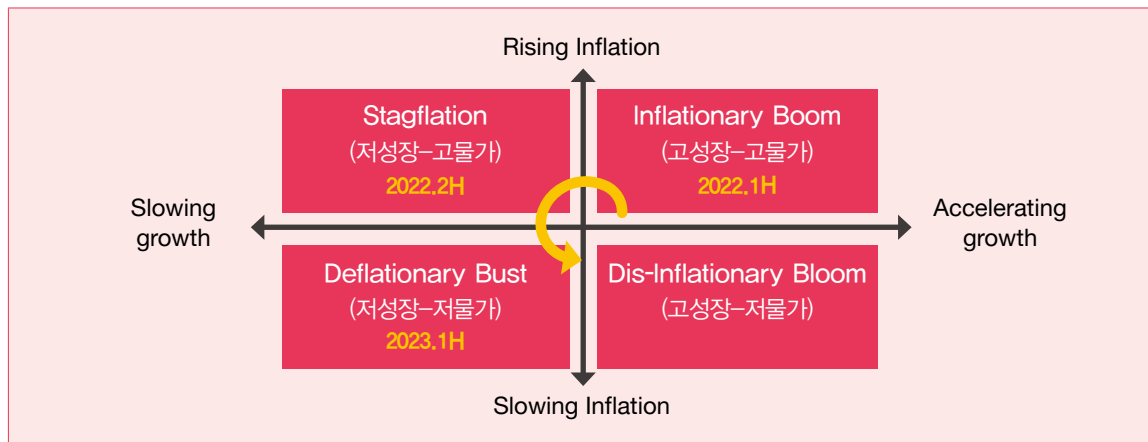 Rising Inflation
Stagflation
(저성장–고물가)
2022.2H
Inflationary Boom
(고성장–고물가)
2022.1H
Slowing
growth
Accelerating
growth
Deflationary Bust
(저성장–저물가)
2023.1H
Dis-Inflationary Bloom
(고성장–저물가)
Slowing Inflation